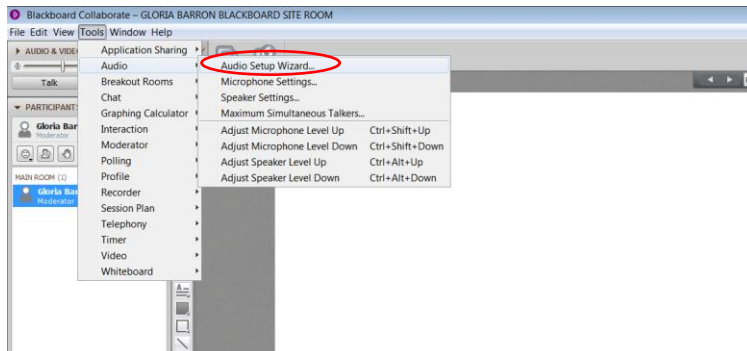 Blackboard Collaborate – GLORIA BARRON BLACKBOARD SITE ROOM
File Edit View Tools Window Help
AUDIO & VIDE
Talk
PARTICIPANT
Gloria Bar
Moderator
MAIN ROOM (1)
Gloria Bar
Moderator
Application Sharing
Audio
Breakout Rooms
Chat
Graphing Calculator
Interaction
Moderator
Polling
Profile
Recorder
Session Plan
Telephony
Timer
Video
Whiteboard
Audio Setup Wizard...
Microphone Settings...
Speaker Settings...
Maximum Simultaneous Talkers...
Adjust Microphone Level Up Ctrl+Shift+Up
Adjust Microphone Level Down Ctrl+Shift+Down
Adjust Speaker Level Up Ctrl+Alt+Up
Adjust Speaker Level Down Ctrl+Alt+Down
A